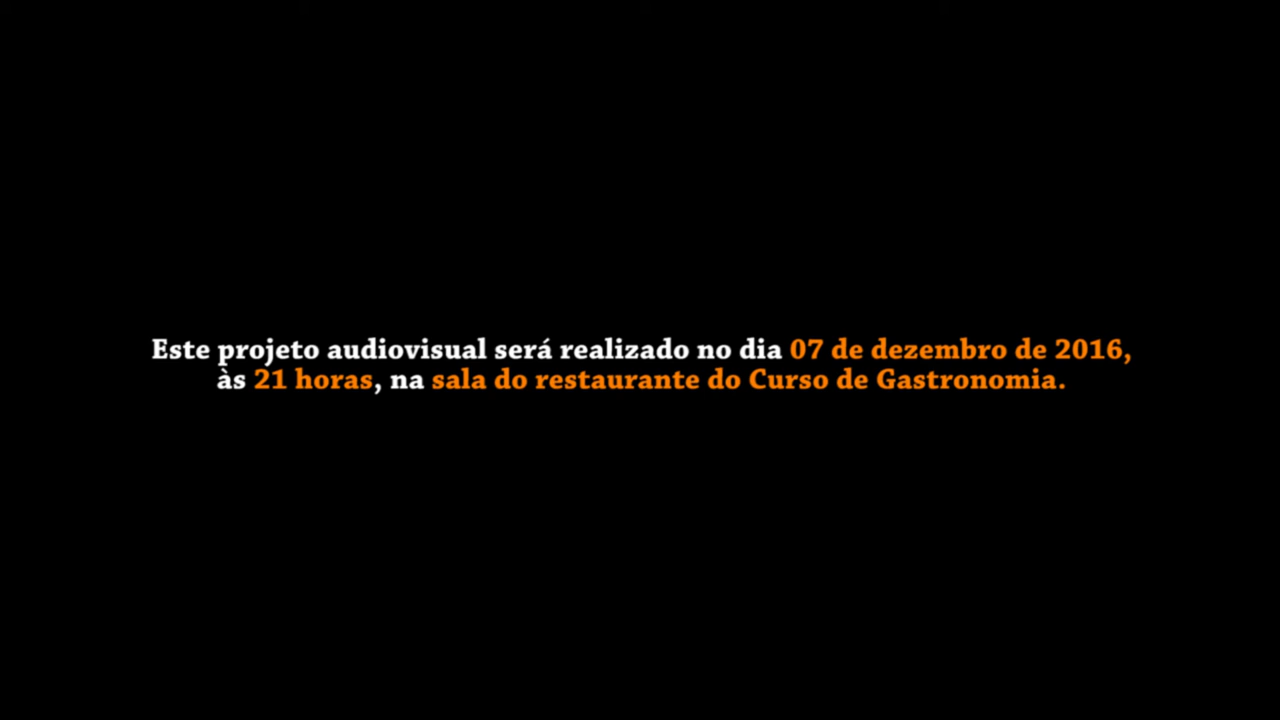 Este projeto audiovisual será realizado no dia 07 de dezembro de 2016,
às 21 horas, na sala do restaurante do Curso de Gastronomia.